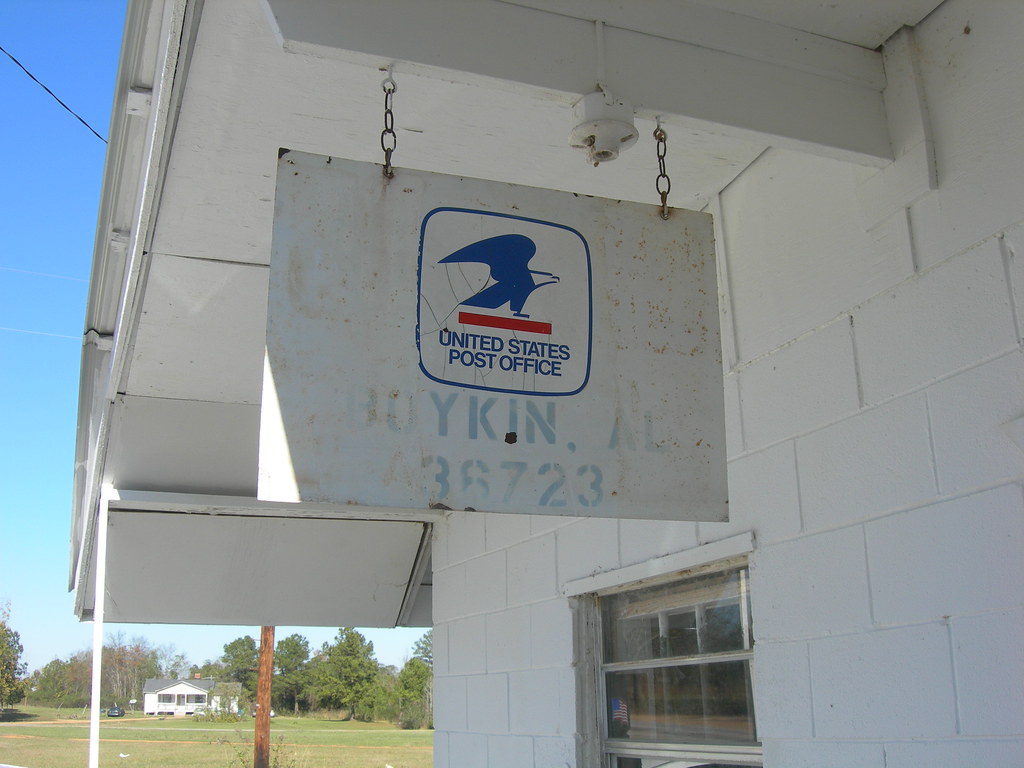 UNITED STATES
POST OFFICE
BOYKIN, AL
36723